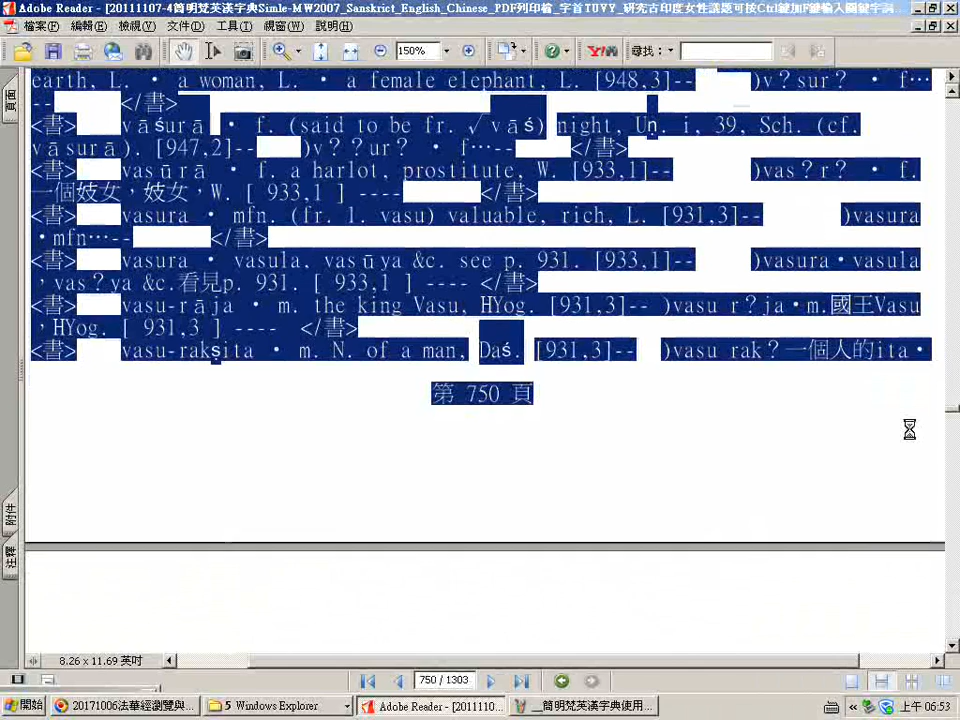 Adobe Reader - [20111107-4簡明梵英漢字典Simle-MW2007_Sanskrict_English_Chinese_PDF列印檔_字首TUVY_研究古印度女性議題可按Ctrl鍵加F鍵輸入關鍵字詞...
檔案(F) 編輯(E) 檢視(V) 文件(D) 工具(T) 視窗(W) 說明(H)
150% 尋找:
頁面
earth, L. • a woman, L. • a female elephant, L. [948,3]-- )v?sur? • f…
-- </書>
<書> vāśurā • f. (said to be fr. √vāś) night, Uṇ. i, 39, Sch. (cf.
vāsurā). [947,2]-- )v??ur? • f…-- </書>
<書> vasūrā • f. a harlot, prostitute, W. [933,1]-- )vas?r? • f.
一個妓女,妓女,W. [ 933,1 ] ---- </書>
<書> vasura • mfn. (fr. 1. vasu) valuable, rich, L. [931,3]-- )vasura
•mfn…-- </書>
<書> vasura • vasula, vasūya &c. see p. 931. [933,1]-- )vasura•vasula
,vas?ya &c.看見p. 931. [ 933,1 ] ---- </書>
<書> vasu-rāja • m. the king Vasu, HYog. [931,3]-- )vasu r?ja•m.國王Vasu
,HYog. [ 931,3 ] ---- </書>
<書> vasu-rakṣita • m. N. of a man, Daś. [931,3]-- )vasu rak?一個人的ita•
第 750 頁
附件
注釋
8.26 x 11.69 英吋
750 / 1303
開始 20171006法華經瀏覽與... 5 Windows Explorer Adobe Reader - [2011110... __簡明梵英漢字典使用... 上午 06:53